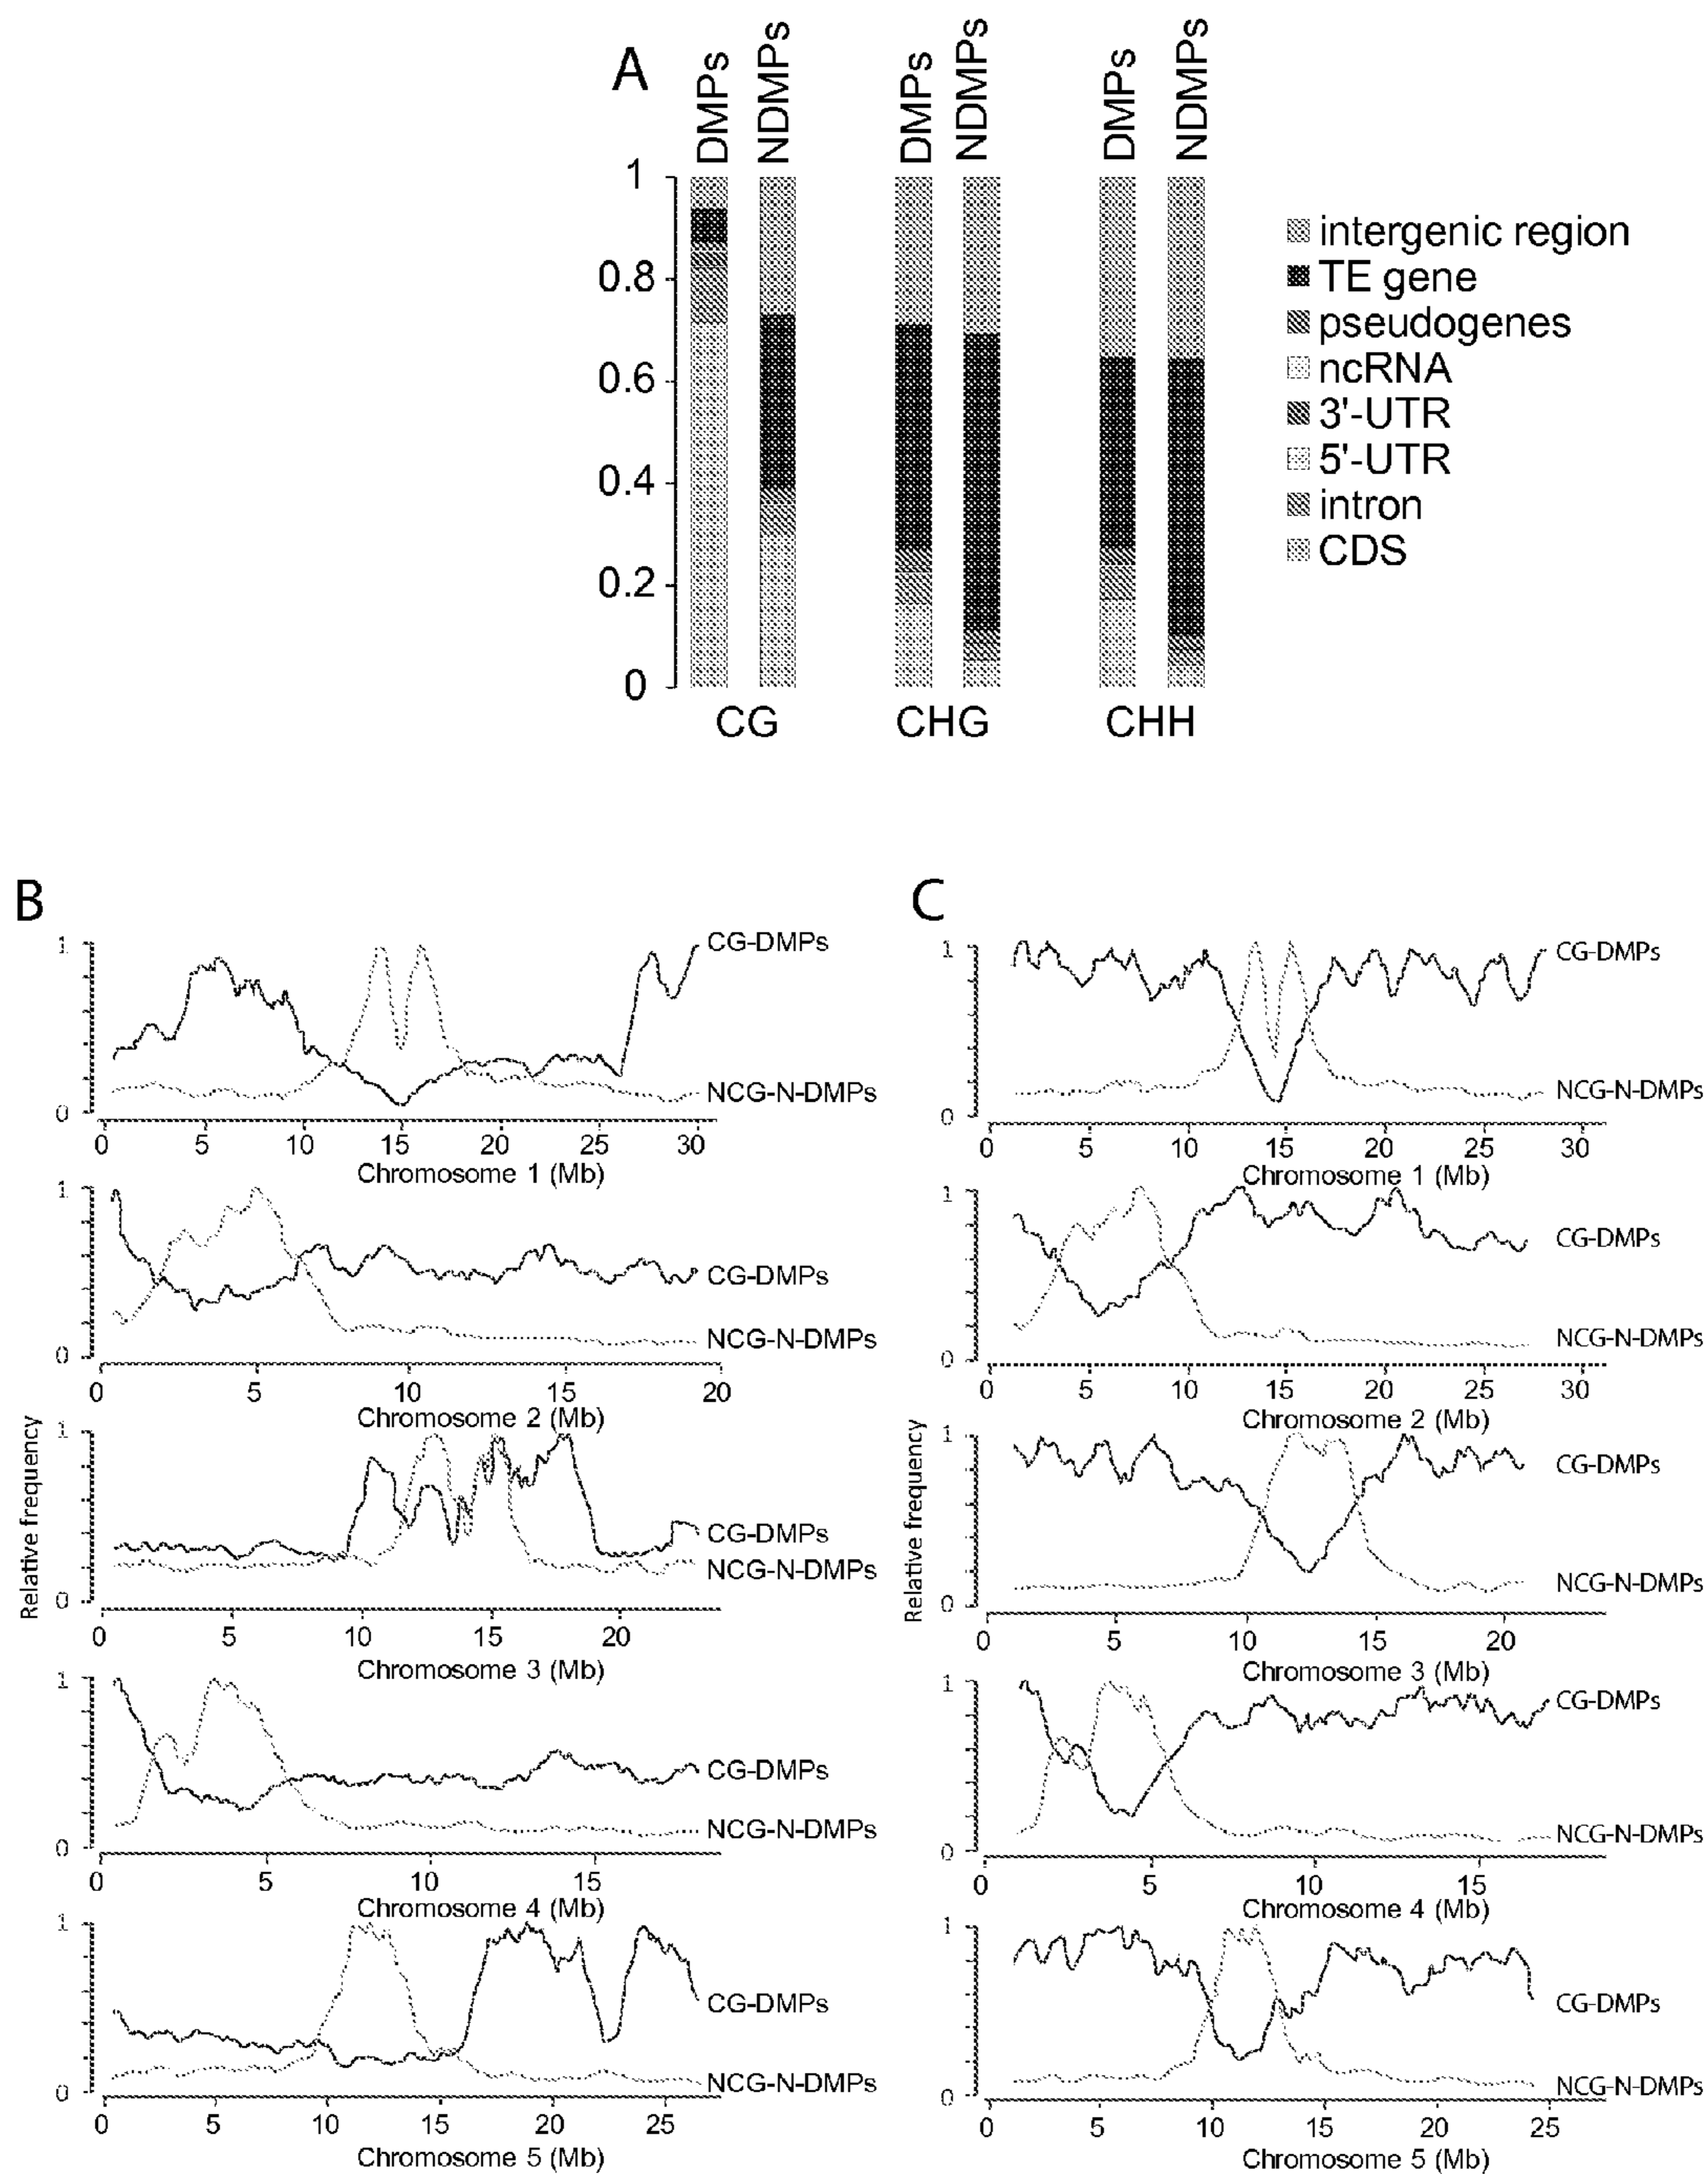 A
DMPs
NDMPs
DMPs
NDMPs
DMPs
NDMPs
1
0.8
0.6
0.4
0.2
0
CG
CHG
CHH
intergenic region
TE gene
pseudogenes
ncRNA
3'-UTR
5'-UTR
intron
CDS
B
Relative frequency
1
0
CG-DMPs
NCG-N-DMPs
0 5 10 15 20 25 30
Chromosome 1 (Mb)
1
0
CG-DMPs
NCG-N-DMPs
0 5 10 15 20
Chromosome 2 (Mb)
1
0
CG-DMPs
NCG-N-DMPs
0 5 10 15 20
Chromosome 3 (Mb)
1
0
CG-DMPs
NCG-N-DMPs
0 5 10 15
Chromosome 4 (Mb)
1
0
CG-DMPs
NCG-N-DMPs
0 5 10 15 20 25
Chromosome 5 (Mb)
C
Relative frequency
1
0
CG-DMPs
NCG-N-DMPs
0 5 10 15 20 25 30
Chromosome 1 (Mb)
1
0
CG-DMPs
NCG-N-DMPs
0 5 10 15 20 25 30
Chromosome 2 (Mb)
1
0
CG-DMPs
NCG-N-DMPs
0 5 10 15 20
Chromosome 3 (Mb)
1
0
CG-DMPs
NCG-N-DMPs
0 5 10 15
Chromosome 4 (Mb)
1
0
CG-DMPs
NCG-N-DMPs
0 5 10 15 20 25
Chromosome 5 (Mb)